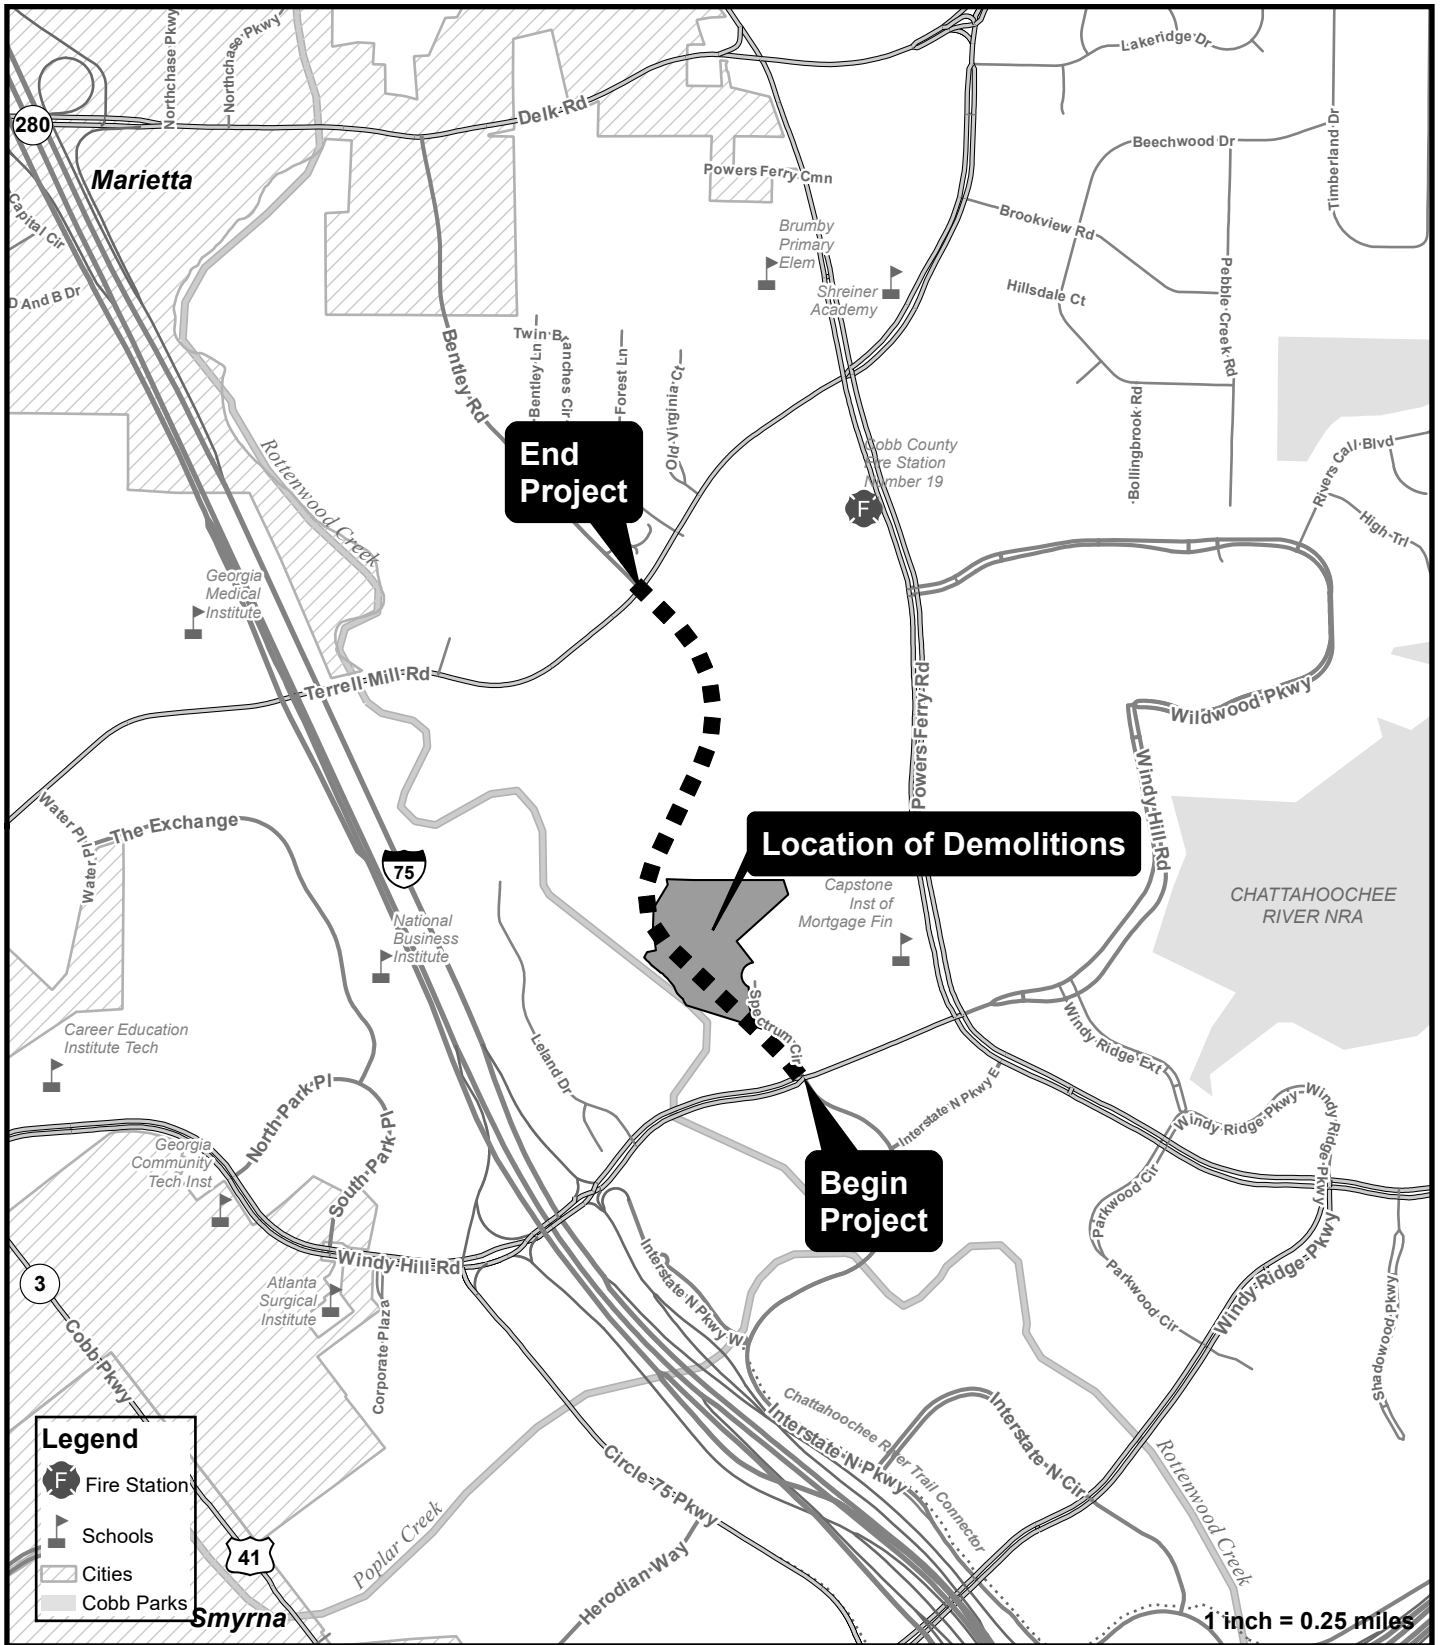 Northchase Pkwy
Northchase Pkwy
Lakeridge Dr
280
Delk Rd
Timberland Dr
Beechwood Dr
Marietta
Powers Ferry Cmn
Capital Cir
Brookview Rd
Brumby
Primary
Elem
Pebble Creek Rd
Shreiner
Academy
Hillsdale Ct
D And B Dr
Bentley Rd
Twin B
anches Cir
Bentley Ln
Forest Ln
Old Virginia Ct
Bollingbrook Rd
Rottenwood Creek
End
Project
Cobb County
Fire Station
Number 19
F
Rivers Call Blvd
High Trl
Georgia
Medical
Institute
Terrell Mill Rd
Powers Ferry Rd
Wildwood Pkwy
Windy Hill Rd
Water Pl
Water Pl
The Exchange
Location of Demolitions
75
Capstone
Inst of
Mortgage Fin
CHATTAHOOCHEE
RIVER NRA
National
Business
Institute
Spectrum Cir
Career Education
Institute Tech
Leland Dr
Windy Ridge Ext
Interstate N Pkwy E
North Park Pl
South Park Pl
Windy Ridge Pkwy
Windy Ridge Pkwy
Georgia
Community
Tech Inst
Begin
Project
Parkwood Cir
Windy Hill Rd
Interstate N Pkwy W
Parkwood Cir
Windy Ridge Pkwy
3
Atlanta
Surgical
Institute
Corporate Plaza
Cobb Pkwy
Shadowood Pkwy
Chattahoochee River Trail Connector
Interstate N Pkwy
Interstate N Cir
Legend
F
Fire Station
Schools
Cities
Cobb Parks
Circle 75 Pkwy
Rottenwood Creek
Poplar Creek
41
Herodian Way
Smyrna
1 inch = 0.25 miles